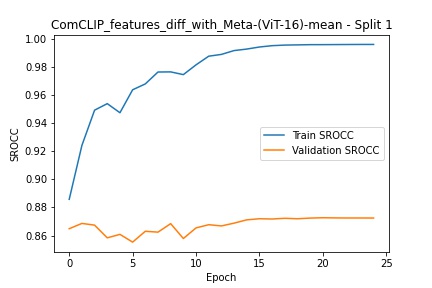 ComCLIP_features_diff_with_Meta-(ViT-16)-mean - Split 1
1.00
0.98
0.96
0.94
0.92
0.90
0.88
0.86
SROCC
Train SROCC
Validation SROCC
0 5 10 15 20 25
Epoch